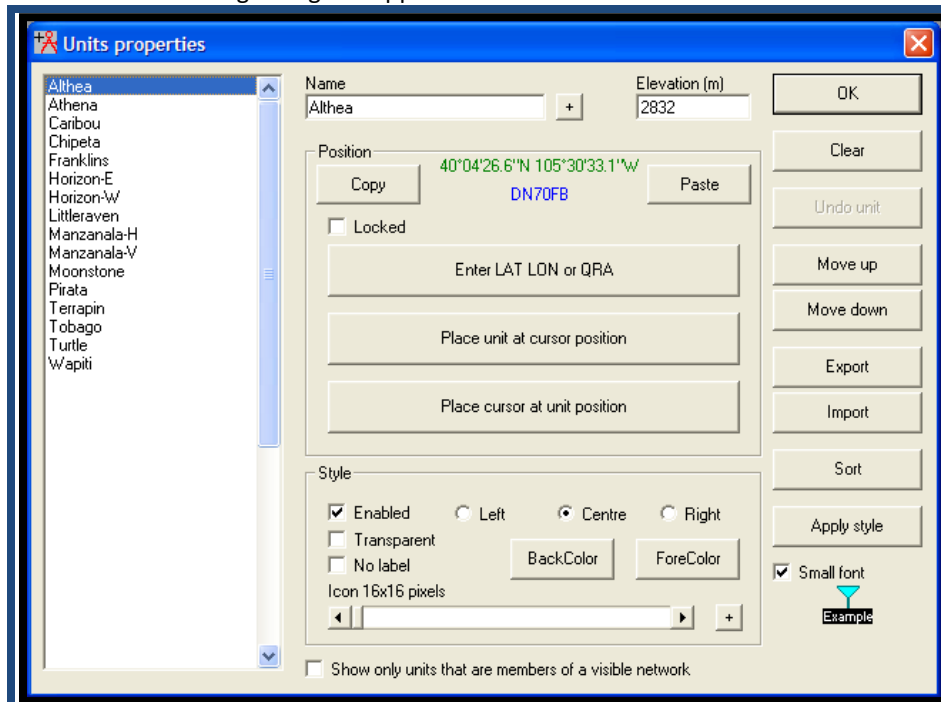 Units properties
Althea
Athena
Caribou
Chipeta
Franklins
Horizon-E
Horizon-W
Littleraven
Manzanala-H
Manzanala-V
Moonstone
Pirata
Terrapin
Tobago
Turtle
Wapiti
Name
Althea
+
Elevation (m)
2832
Position
Copy
40°04'26.6"N 105°30'33.1"W
DN70FB
Paste
Locked
Enter LAT LON or QRA
Place unit at cursor position
Place cursor at unit position
Style
Enabled
Left
Centre
Right
Transparent
No label
BackColor
ForeColor
Icon 16x16 pixels
+
Show only units that are members of a visible network
OK
Clear
Undo unit
Move up
Move down
Export
Import
Sort
Apply style
Small font
Example